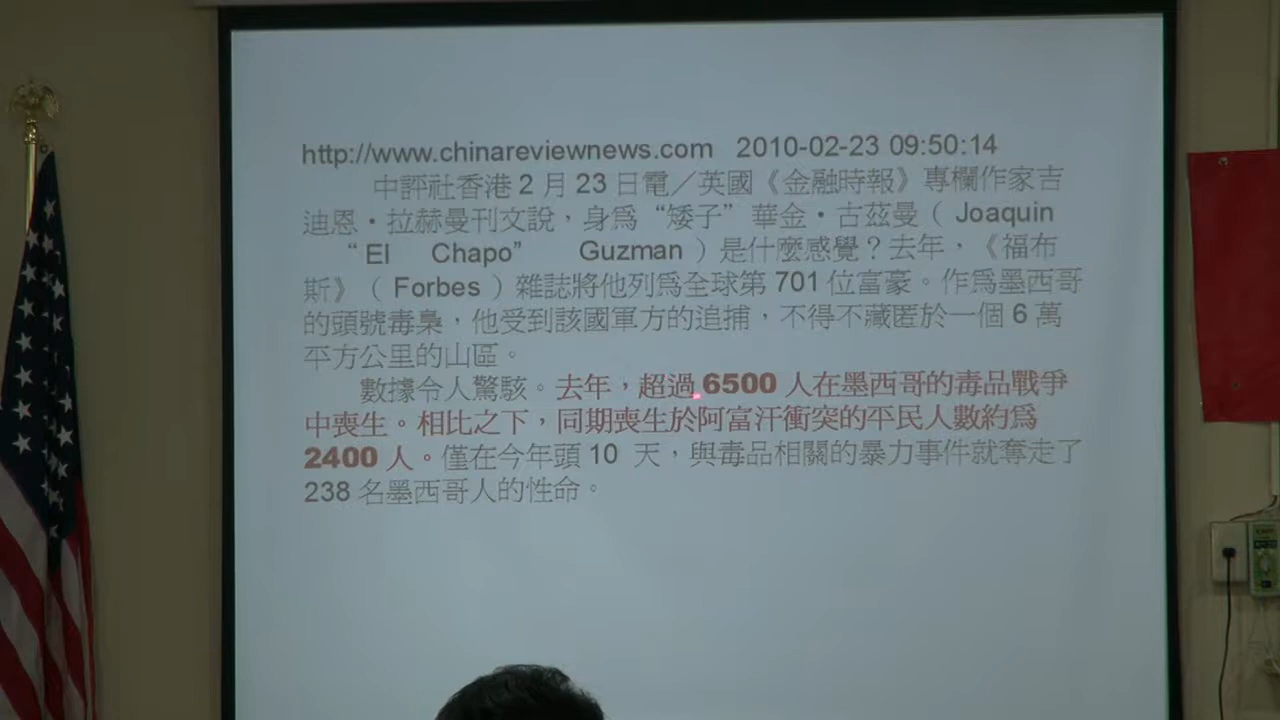 http://www.chinareviewnews.com 2010-02-23 09:50:14
中評社香港 2 月 23 日電／英國《金融時報》專欄作家吉
迪恩·拉赫曼刊文說，身爲“矮子”華金·古茲曼（ Joaquin
“El Chapo” Guzman ）是什麼感覺？去年，《福布
斯》（ Forbes ）雜誌將他列爲全球第 701 位富豪。作爲墨西哥
的頭號毒梟，他受到該國軍方的追捕，不得不藏匿於一個 6 萬
平方公里的山區。
數據令人驚駭。去年，超過 6500 人在墨西哥的毒品戰爭
中喪生。相比之下，同期喪生於阿富汗衝突的平民人數約爲
2400 人。僅在今年頭 10 天，與毒品相關的暴力事件就奪走了
238 名墨西哥人的性命。